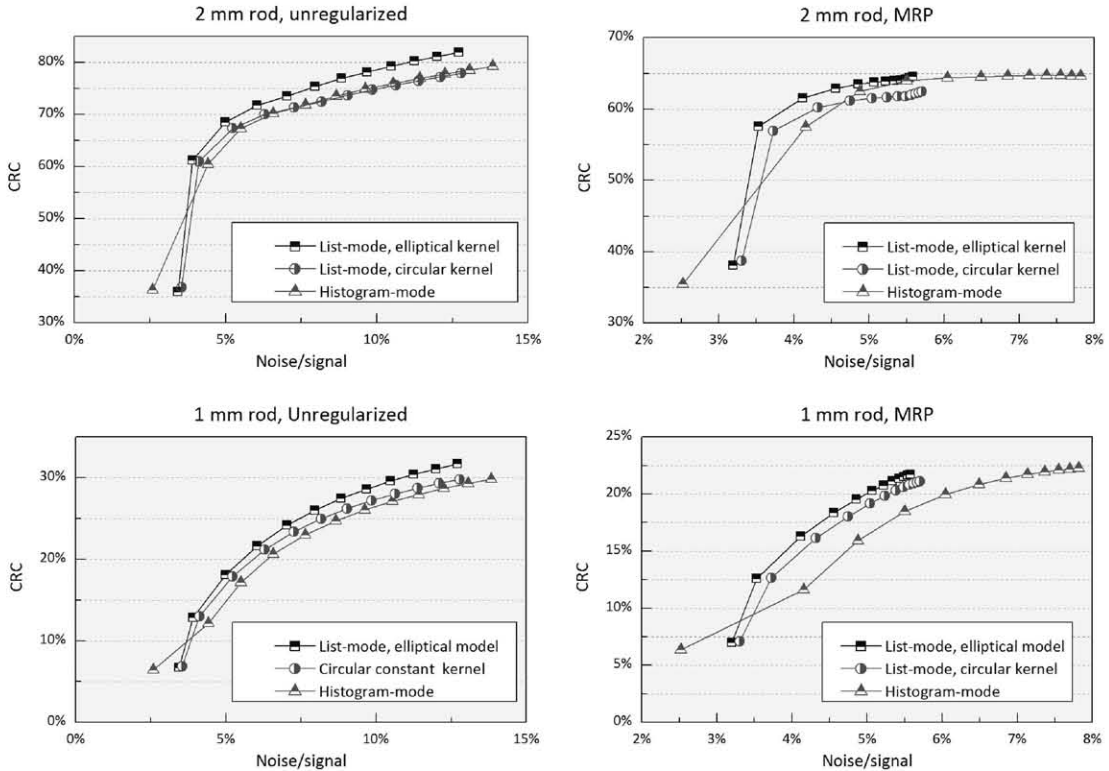 2 mm rod, unregularized
80%
70%
60%
50%
40%
30%
CRC
List-mode, elliptical kernel
List-mode, circular kernel
Histogram-mode
0%
5%
10%
15%
Noise/signal
2 mm rod, MRP
70%
60%
50%
40%
30%
CRC
List-mode, elliptical kernel
List-mode, circular kernel
Histogram-mode
2%
3%
4%
5%
6%
7%
8%
Noise/signal
1 mm rod, Unregularized
30%
20%
10%
0%
CRC
List-mode, elliptical model
Circular constant kernel
Histogram-mode
0%
5%
10%
15%
Noise/signal
1 mm rod, MRP
25%
20%
15%
10%
5%
0%
CRC
List-mode, elliptical model
List-mode, circular kernel
Histogram-mode
2%
3%
4%
5%
6%
7%
8%
Noise/signal